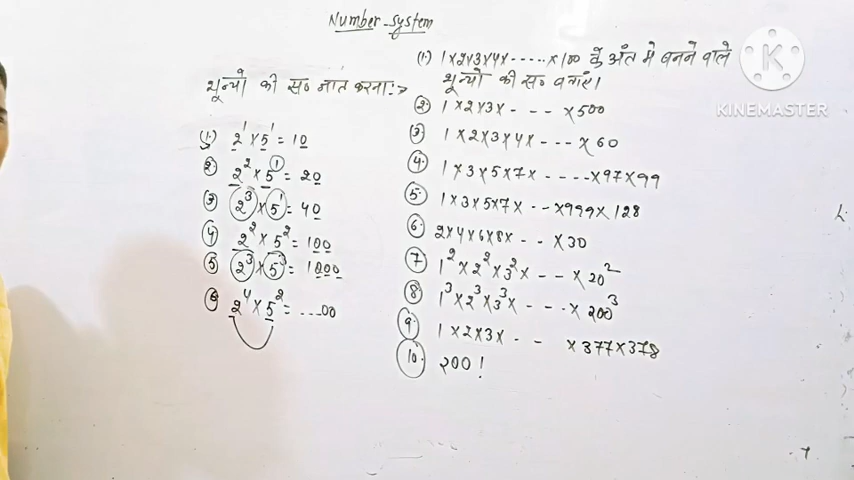 Number system
शून्यो की स० ज्ञात करना :->
(1.) 2¹ × 5¹ = 10
2 2² × 5¹ = 20
3 2³ × 5¹ = 40
4 2² × 5² = 100
5 2³ × 5³ = 1000
6 2⁴ × 5² = ....00
(1.) 1×2×3×4×.....×100 के अंत मे बनने वाले
शून्यो की स० बताएं।
2 1×2×3×- - - -×500
3 1×2×3×4×- - -×60
4. 1×3×5×7×- - - - -×97×99
5. 1×3×5×7×- - -×999×128
6. 2×4×6×8×- - -×30
7 1²×2²×3²×- - -×20²
8 1³×2³×3³×- - - -×200³
9. 1×2×3×- - - ×377×378
10. 200!
KINEMASTER